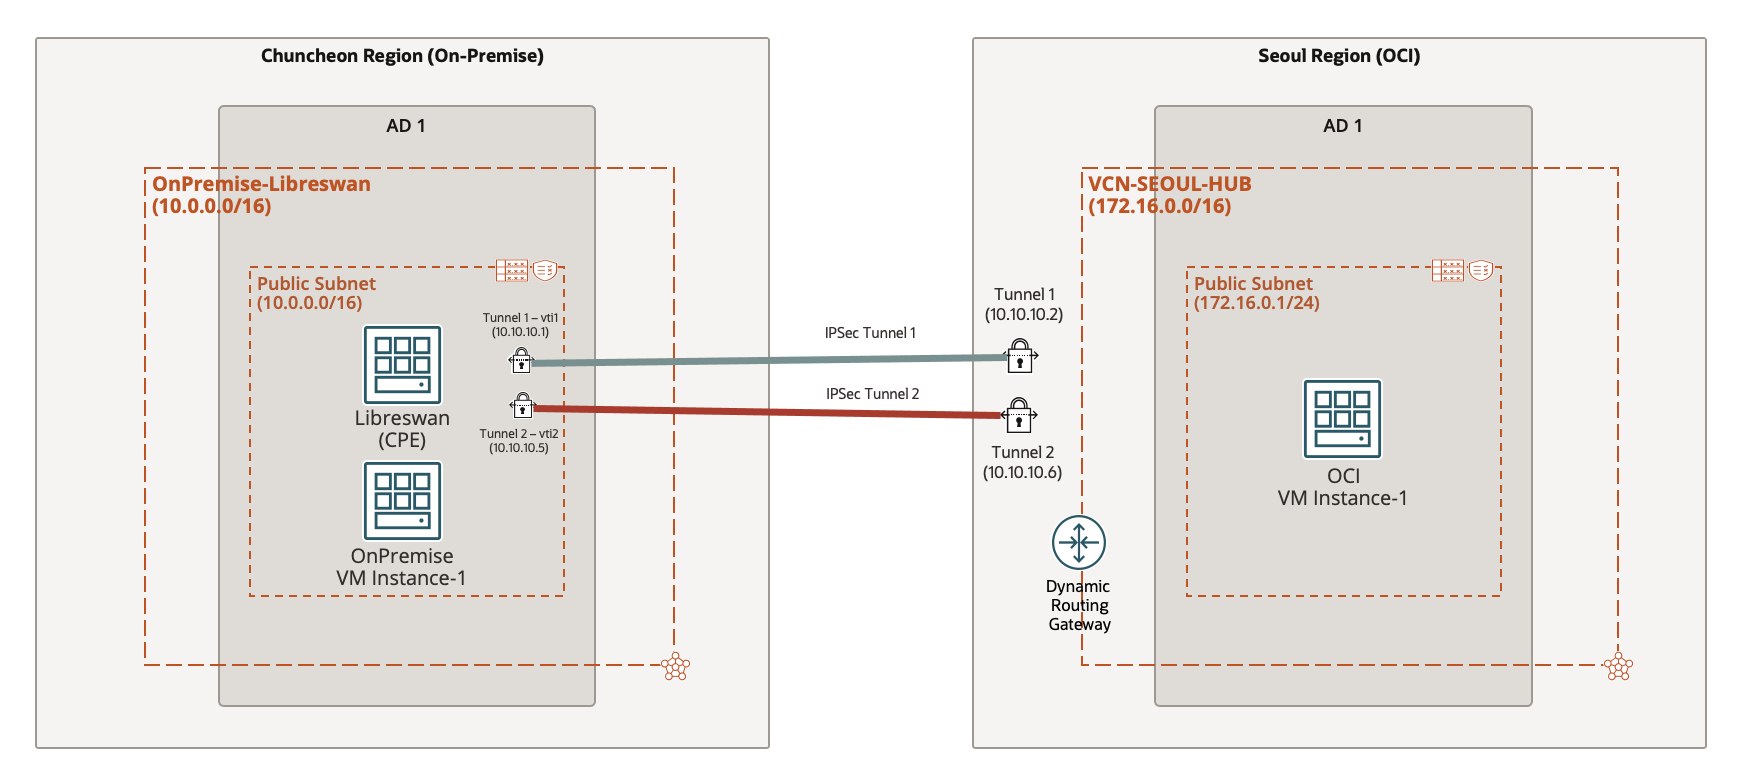 Chuncheon Region (On-Premise)
AD 1
OnPremise-Libreswan
(10.0.0.0/16)
Public Subnet
(10.0.0.0/16)
Tunnel 1 – vti1
(10.10.10.1)
Libreswan
(CPE)
Tunnel 2 – vti2
(10.10.10.5)
OnPremise
VM Instance-1
IPSec Tunnel 1
IPSec Tunnel 2
Seoul Region (OCI)
AD 1
VCN-SEOUL-HUB
(172.16.0.0/16)
Tunnel 1
(10.10.10.2)
Tunnel 2
(10.10.10.6)
Dynamic
Routing
Gateway
Public Subnet
(172.16.0.1/24)
OCI
VM Instance-1